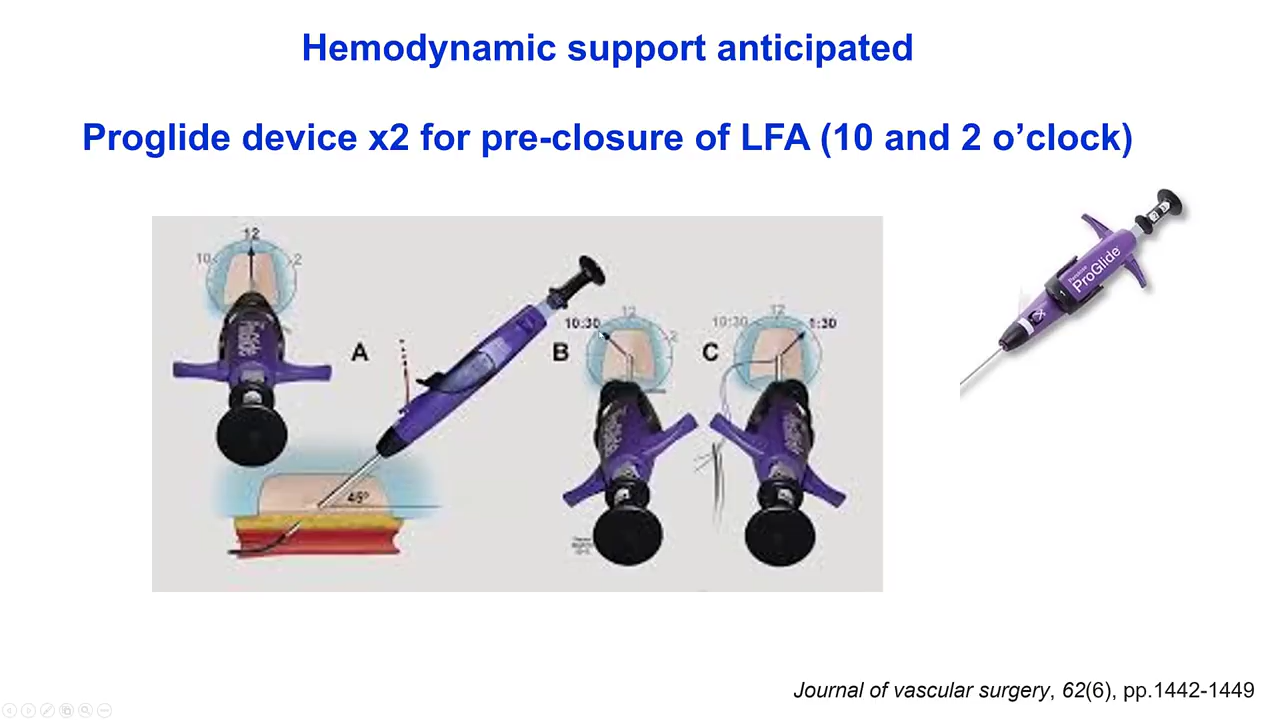 Hemodynamic support anticipated
Proglide device x2 for pre-closure of LFA (10 and 2 o’clock)
12
10
2
A
45º
10:30
12
2
B
10:30
12
1:30
C
ProGlide
Journal of vascular surgery, 62(6), pp.1442-1449